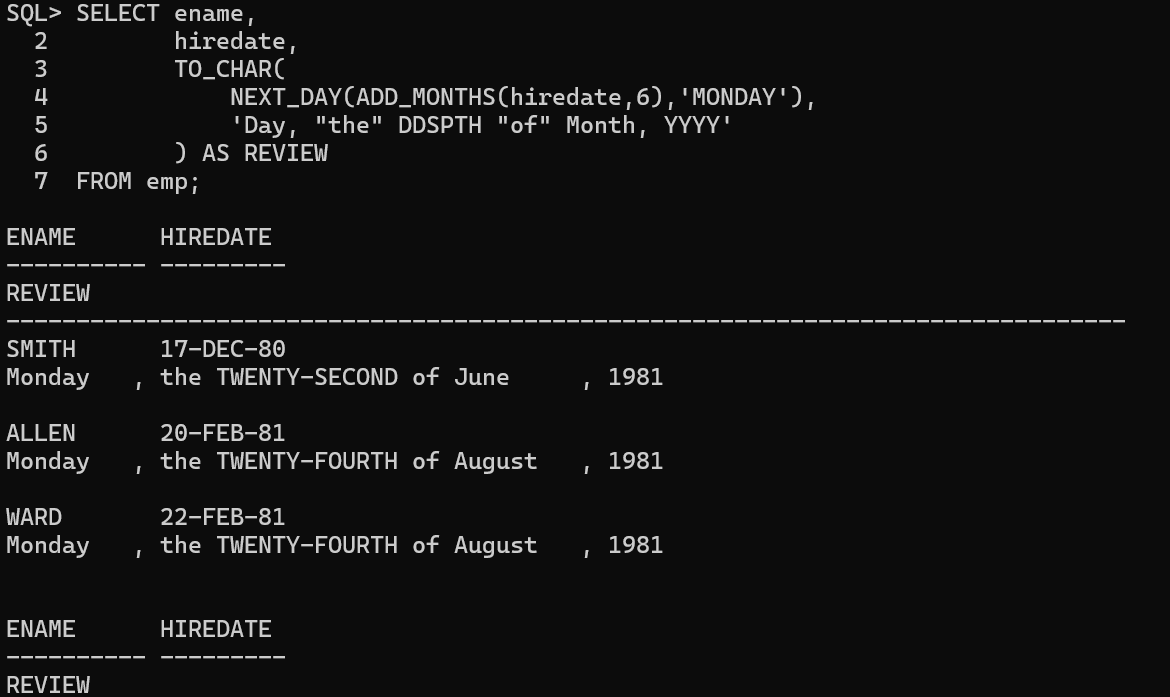 SQL> SELECT ename,
  2         hiredate,
  3         TO_CHAR(
  4             NEXT_DAY(ADD_MONTHS(hiredate,6),'MONDAY'),
  5             'Day, "the" DDSPTH "of" Month, YYYY'
  6         ) AS REVIEW
  7  FROM emp;

ENAME      HIREDATE
---------- ---------
REVIEW
--------------------------------------------------------------------------------
SMITH      17-DEC-80
Monday   , the TWENTY-SECOND of June     , 1981

ALLEN      20-FEB-81
Monday   , the TWENTY-FOURTH of August   , 1981

WARD       22-FEB-81
Monday   , the TWENTY-FOURTH of August   , 1981


ENAME      HIREDATE
---------- ---------
REVIEW